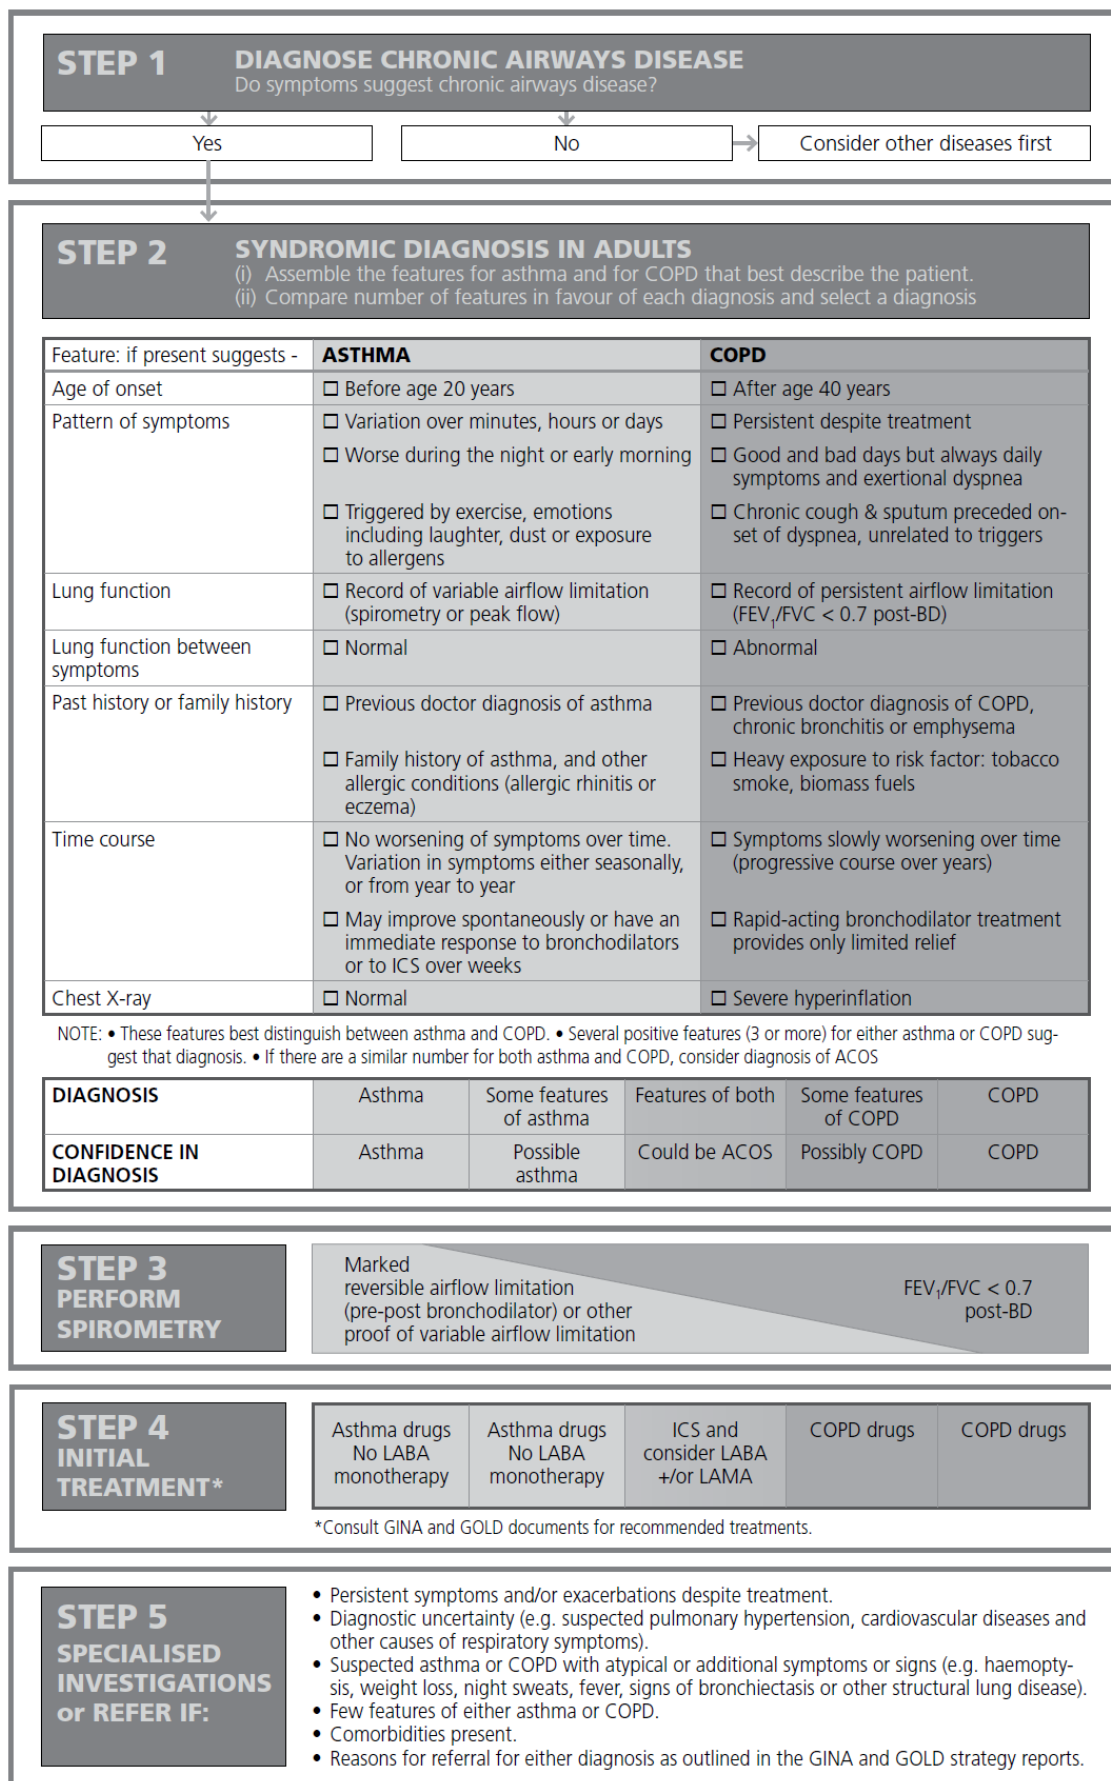 STEP 1
DIAGNOSE CHRONIC AIRWAYS DISEASE
Do symptoms suggest chronic airways disease?
Yes
No
Consider other diseases first
STEP 2
SYNDROMIC DIAGNOSIS IN ADULTS
(i) Assemble the features for asthma and for COPD that best describe the patient.
(ii) Compare number of features in favour of each diagnosis and select a diagnosis
Feature: if present suggests -
ASTHMA
COPD
Age of onset
☐ Before age 20 years
☐ After age 40 years
Pattern of symptoms
☐ Variation over minutes, hours or days
☐ Persistent despite treatment
☐ Worse during the night or early morning
☐ Good and bad days but always daily
symptoms and exertional dyspnea
☐ Triggered by exercise, emotions
including laughter, dust or exposure
to allergens
☐ Chronic cough & sputum preceded on-
set of dyspnea, unrelated to triggers
Lung function
☐ Record of variable airflow limitation
(spirometry or peak flow)
☐ Record of persistent airflow limitation
(FEV₁/FVC < 0.7 post-BD)
Lung function between
symptoms
☐ Normal
☐ Abnormal
Past history or family history
☐ Previous doctor diagnosis of asthma
☐ Previous doctor diagnosis of COPD,
chronic bronchitis or emphysema
☐ Family history of asthma, and other
allergic conditions (allergic rhinitis or
eczema)
☐ Heavy exposure to risk factor: tobacco
smoke, biomass fuels
Time course
☐ No worsening of symptoms over time.
Variation in symptoms either seasonally,
or from year to year
☐ Symptoms slowly worsening over time
(progressive course over years)
☐ May improve spontaneously or have an
immediate response to bronchodilators
or to ICS over weeks
☐ Rapid-acting bronchodilator treatment
provides only limited relief
Chest X-ray
☐ Normal
☐ Severe hyperinflation
NOTE: • These features best distinguish between asthma and COPD. • Several positive features (3 or more) for either asthma or COPD sug-
gest that diagnosis. • If there are a similar number for both asthma and COPD, consider diagnosis of ACOS
DIAGNOSIS
Asthma
Some features
of asthma
Features of both
Some features
of COPD
COPD
CONFIDENCE IN
DIAGNOSIS
Asthma
Possible
asthma
Could be ACOS
Possibly COPD
COPD
STEP 3
PERFORM
SPIROMETRY
Marked
reversible airflow limitation
(pre-post bronchodilator) or other
proof of variable airflow limitation
FEV₁/FVC < 0.7
post-BD
STEP 4
INITIAL
TREATMENT*
Asthma drugs
No LABA
monotherapy
Asthma drugs
No LABA
monotherapy
ICS and
consider LABA
+/or LAMA
COPD drugs
COPD drugs
*Consult GINA and GOLD documents for recommended treatments.
STEP 5
SPECIALISED
INVESTIGATIONS
or REFER IF:
• Persistent symptoms and/or exacerbations despite treatment.
• Diagnostic uncertainty (e.g. suspected pulmonary hypertension, cardiovascular diseases and
other causes of respiratory symptoms).
• Suspected asthma or COPD with atypical or additional symptoms or signs (e.g. haemopty-
sis, weight loss, night sweats, fever, signs of bronchiectasis or other structural lung disease).
• Few features of either asthma or COPD.
• Comorbidities present.
• Reasons for referral for either diagnosis as outlined in the GINA and GOLD strategy reports.